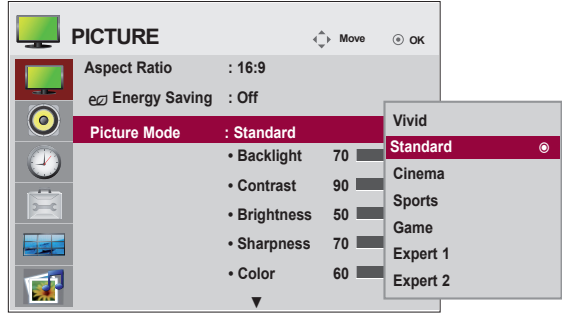 PICTURE Move OK
Aspect Ratio : 16:9
Energy Saving : Off
Picture Mode : Standard
• Backlight 70
• Contrast 90
• Brightness 50
• Sharpness 70
• Color 60
Vivid
Standard
Cinema
Sports
Game
Expert 1
Expert 2